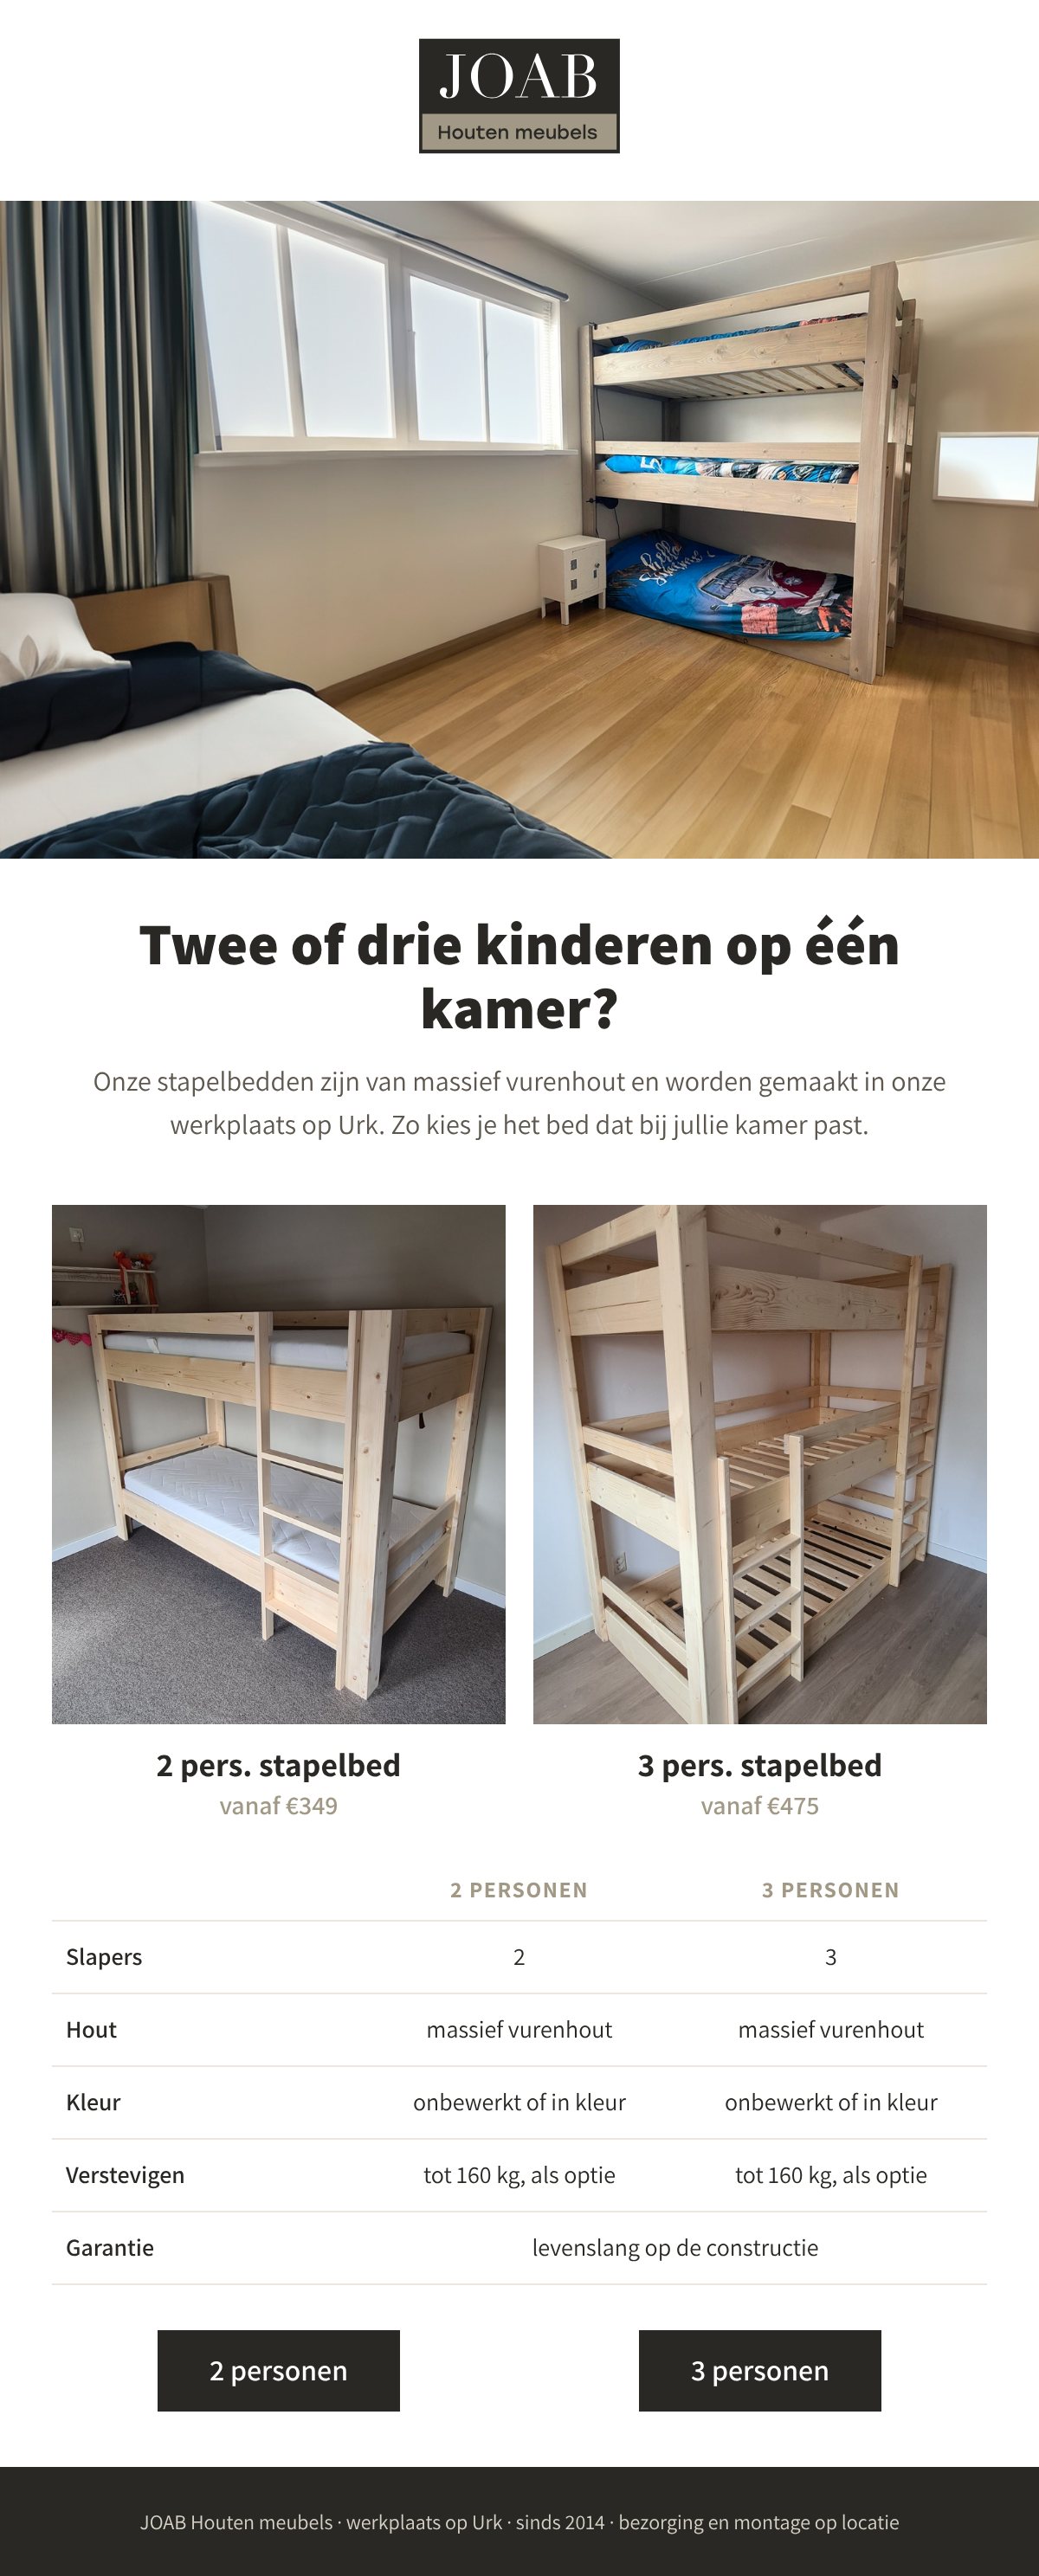 JOAB
Houten meubels
Twee of drie kinderen op één
kamer?
Onze stapelbedden zijn van massief vurenhout en worden gemaakt in onze
werkplaats op Urk. Zo kies je het bed dat bij jullie kamer past.
2 pers. stapelbed
vanaf €349
3 pers. stapelbed
vanaf €475
2 PERSONEN 3 PERSONEN
Slapers 2 3
Hout massief vurenhout massief vurenhout
Kleur onbewerkt of in kleur onbewerkt of in kleur
Verstevigen tot 160 kg, als optie tot 160 kg, als optie
Garantie levenslang op de constructie
2 personen 3 personen
JOAB Houten meubels · werkplaats op Urk · sinds 2014 · bezorging en montage op locatie